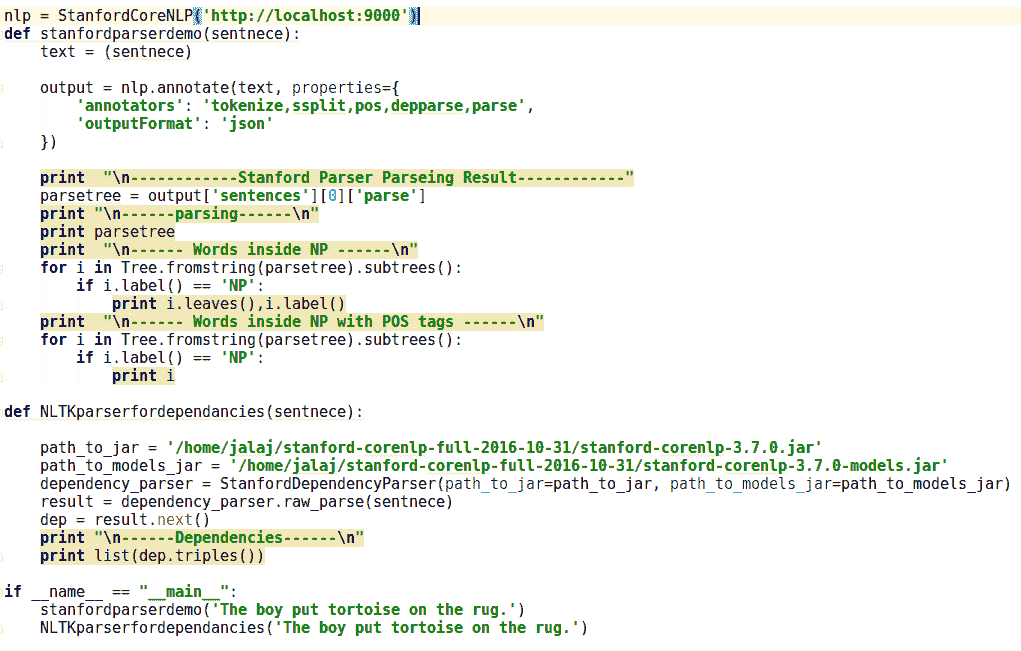 nlp = StanfordCoreNLP('http://localhost:9000')
def stanfordparserdemo(sentnece):
    text = (sentnece)

    output = nlp.annotate(text, properties={
        'annotators': 'tokenize,ssplit,pos,depparse,parse',
        'outputFormat': 'json'
    })

    print  "\n------------Stanford Parser Parseing Result------------"
    parsetree = output['sentences'][0]['parse']
    print "\n------parsing------\n"
    print parsetree
    print  "\n------ Words inside NP ------\n"
    for i in Tree.fromstring(parsetree).subtrees():
        if i.label() == 'NP':
            print i.leaves(),i.label()
    print  "\n------ Words inside NP with POS tags ------\n"
    for i in Tree.fromstring(parsetree).subtrees():
        if i.label() == 'NP':
            print i

def NLTKparserfordependancies(sentnece):

    path_to_jar = '/home/jalaj/stanford-corenlp-full-2016-10-31/stanford-corenlp-3.7.0.jar'
    path_to_models_jar = '/home/jalaj/stanford-corenlp-full-2016-10-31/stanford-corenlp-3.7.0-models.jar'
    dependency_parser = StanfordDependencyParser(path_to_jar=path_to_jar, path_to_models_jar=path_to_models_jar)
    result = dependency_parser.raw_parse(sentnece)
    dep = result.next()
    print "\n------Dependencies------\n"
    print list(dep.triples())

if __name__ == "__main__":
    stanfordparserdemo('The boy put tortoise on the rug.')
    NLTKparserfordependancies('The boy put tortoise on the rug.')